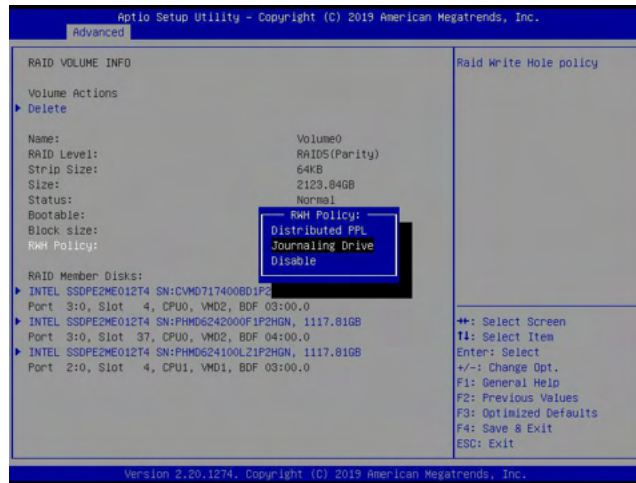 Aptio Setup Utility – Copyright (C) 2019 American Megatrends, Inc.
Advanced
RAID VOLUME INFO
Volume Actions
Delete
Name: Volume0
RAID Level: RAID5(Parity)
Strip Size: 64KB
Size: 2123.84GB
Status: Normal
Bootable:
Block size:
RWH Policy:
RWH Policy:
Distributed PPL
Journaling Drive
Disable
RAID Member Disks:
INTEL SSDPE2ME012T4 SN:CVMD717400BD1P2
Port 3:0, Slot 4, CPU0, VMD2, BDF 03:00.0
INTEL SSDPE2ME012T4 SN:PHMD6242000F1P2HGN, 1117.81GB
Port 3:0, Slot 37, CPU0, VMD2, BDF 04:00.0
INTEL SSDPE2ME012T4 SN:PHMD624100LZ1P2HGN, 1117.81GB
Port 2:0, Slot 4, CPU1, VMD1, BDF 03:00.0
Raid Write Hole policy
→←: Select Screen
↑↓: Select Item
Enter: Select
+/-: Change Opt.
F1: General Help
F2: Previous Values
F3: Optimized Defaults
F4: Save & Exit
ESC: Exit
Version 2.20.1274. Copyright (C) 2019 American Megatrends, Inc.